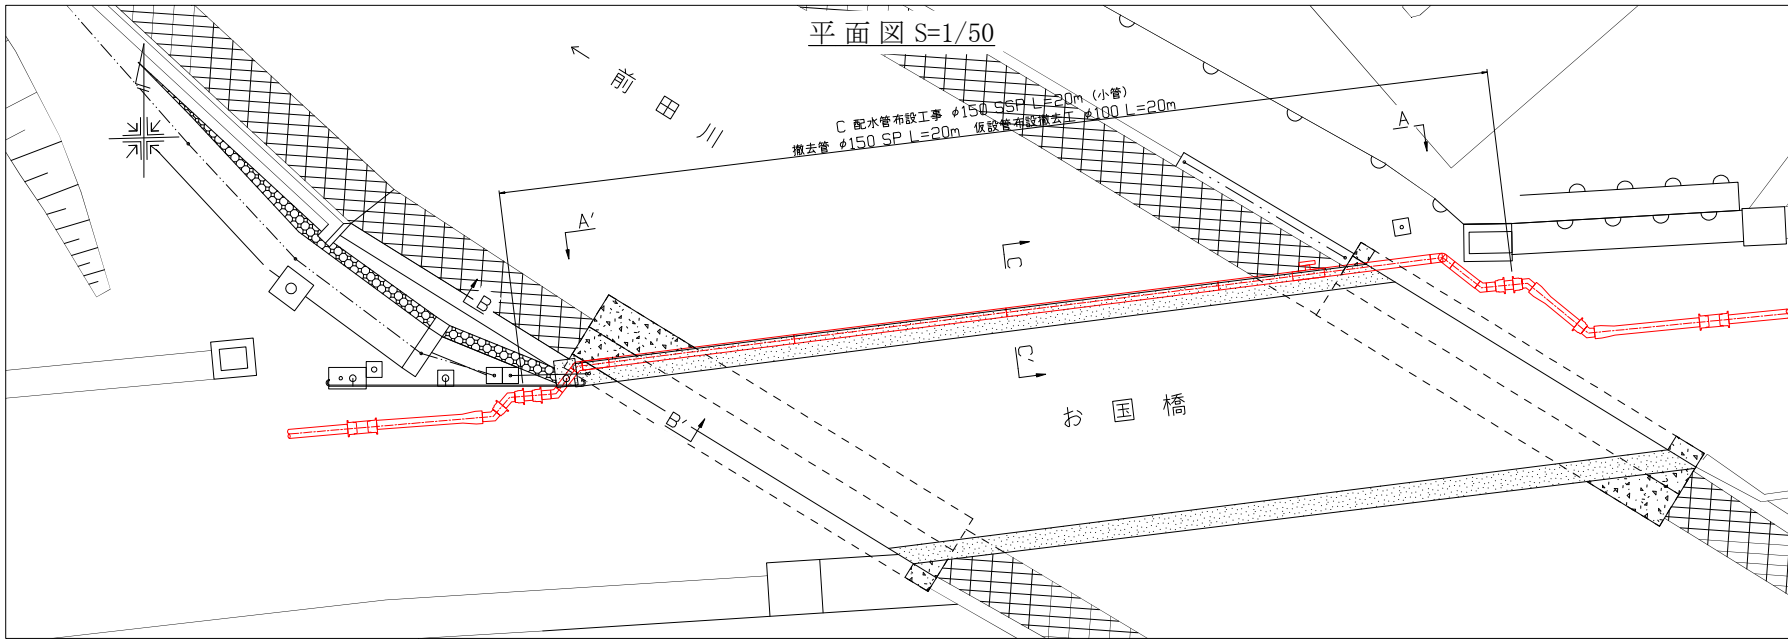 平 面 図 S=1/50
← 前 田 川
C 配水管布設工事 φ150 SSP L=20m (小管)
撤去管 φ150 SP L=20m 仮設管布設撤去工 φ100 L=20m
A
A'
C
B
C'
B'
お 国 橋